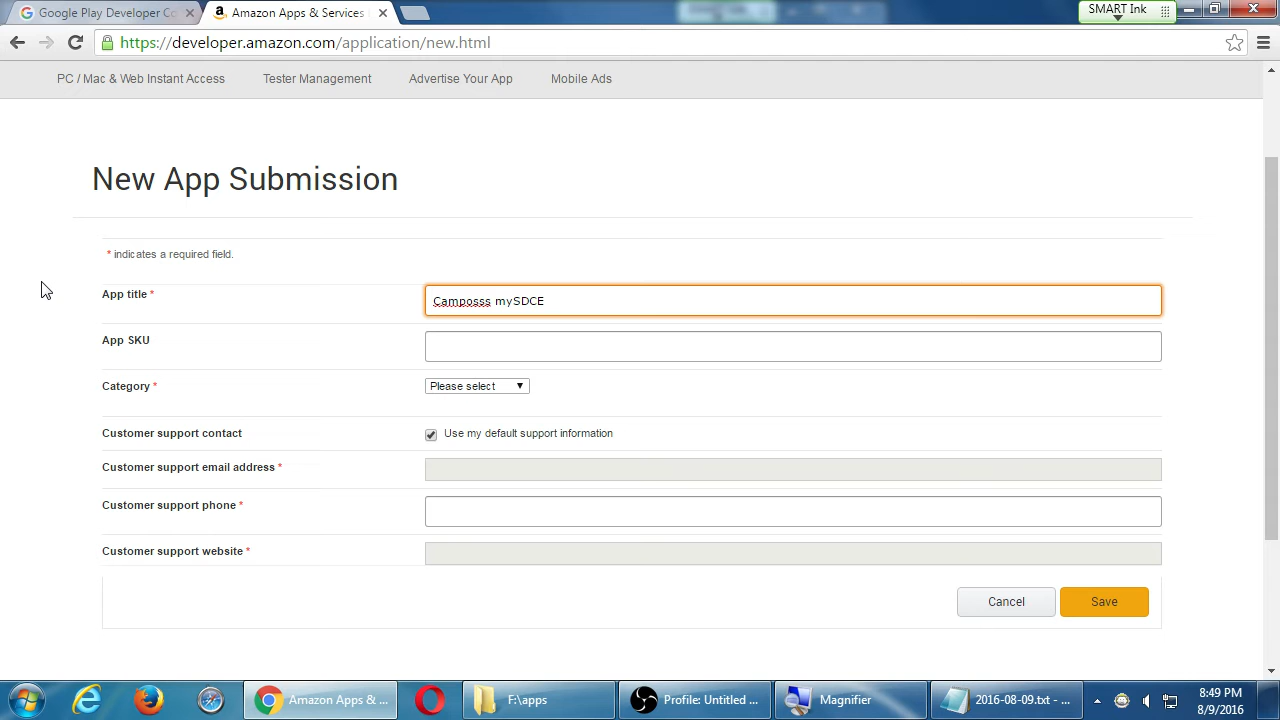 Google Play Developer Co
Amazon Apps & Services
SMART Ink
https://developer.amazon.com/application/new.html
PC / Mac & Web Instant Access Tester Management Advertise Your App Mobile Ads
New App Submission
* indicates a required field.
App title * Camposss mySDCE
App SKU
Category * Please select
Customer support contact Use my default support information
Customer support email address *
Customer support phone *
Customer support website *
Cancel Save
Amazon Apps & ... F:\apps Profile: Untitled ... Magnifier 2016-08-09.txt - ... 8:49 PM
8/9/2016